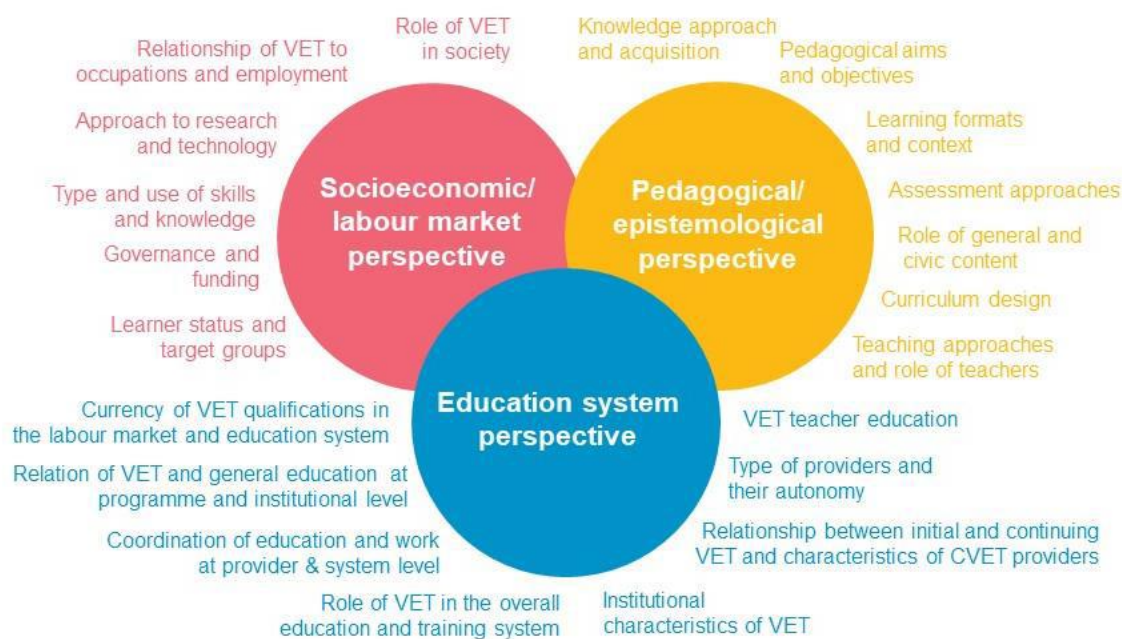 Role of VET
in society
Relationship of VET to
occupations and employment
Approach to research
and technology
Type and use of skills
and knowledge
Governance and
funding
Learner status and
target groups
Socioeconomic/
labour market
perspective
Knowledge approach
and acquisition
Pedagogical aims
and objectives
Learning formats
and context
Assessment approaches
Role of general and
civic content
Curriculum design
Teaching approaches
and role of teachers
Pedagogical/
epistemological
perspective
Education system
perspective
Currency of VET qualifications in
the labour market and education system
Relation of VET and general education at
programme and institutional level
Coordination of education and work
at provider & system level
Role of VET in the overall
education and training system
VET teacher education
Type of providers and
their autonomy
Relationship between initial and continuing
VET and characteristics of CVET providers
Institutional
characteristics of VET